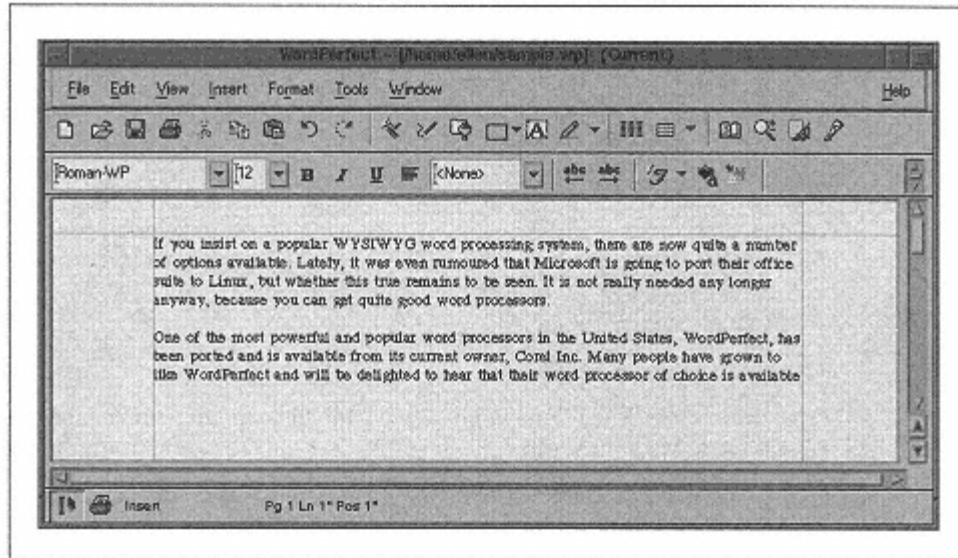 WordPerfect - [/home/ellen/sample.wp] (Current)
File Edit View Insert Format Tools Window Help
Roman-WP 12 B I U <None> abc abc
If you insist on a popular WYSIWYG word processing system, there are now quite a number
of options available. Lately, it was even rumoured that Microsoft is going to port their office
suite to Linux, but whether this true remains to be seen. It is not really needed any longer
anyway, because you can get quite good word processors.
One of the most powerful and popular word processors in the United States, WordPerfect, has
been ported and is available from its current owner, Corel Inc. Many people have grown to
like WordPerfect and will be delighted to hear that their word processor of choice is available
Insert Pg 1 Ln 1" Pos 1"